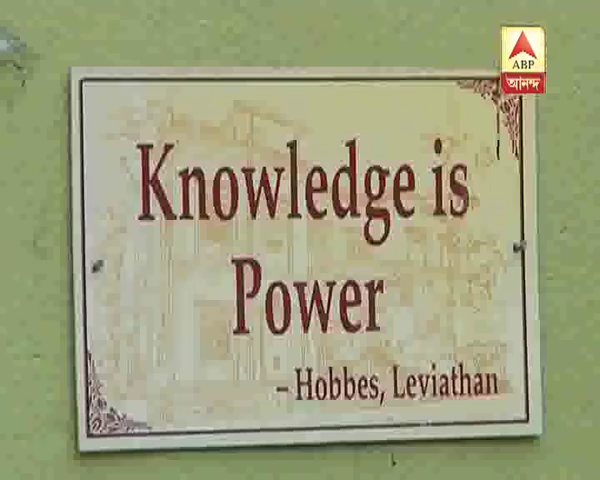 ABP
আনন্দ
Knowledge is
Power
– Hobbes, Leviathan